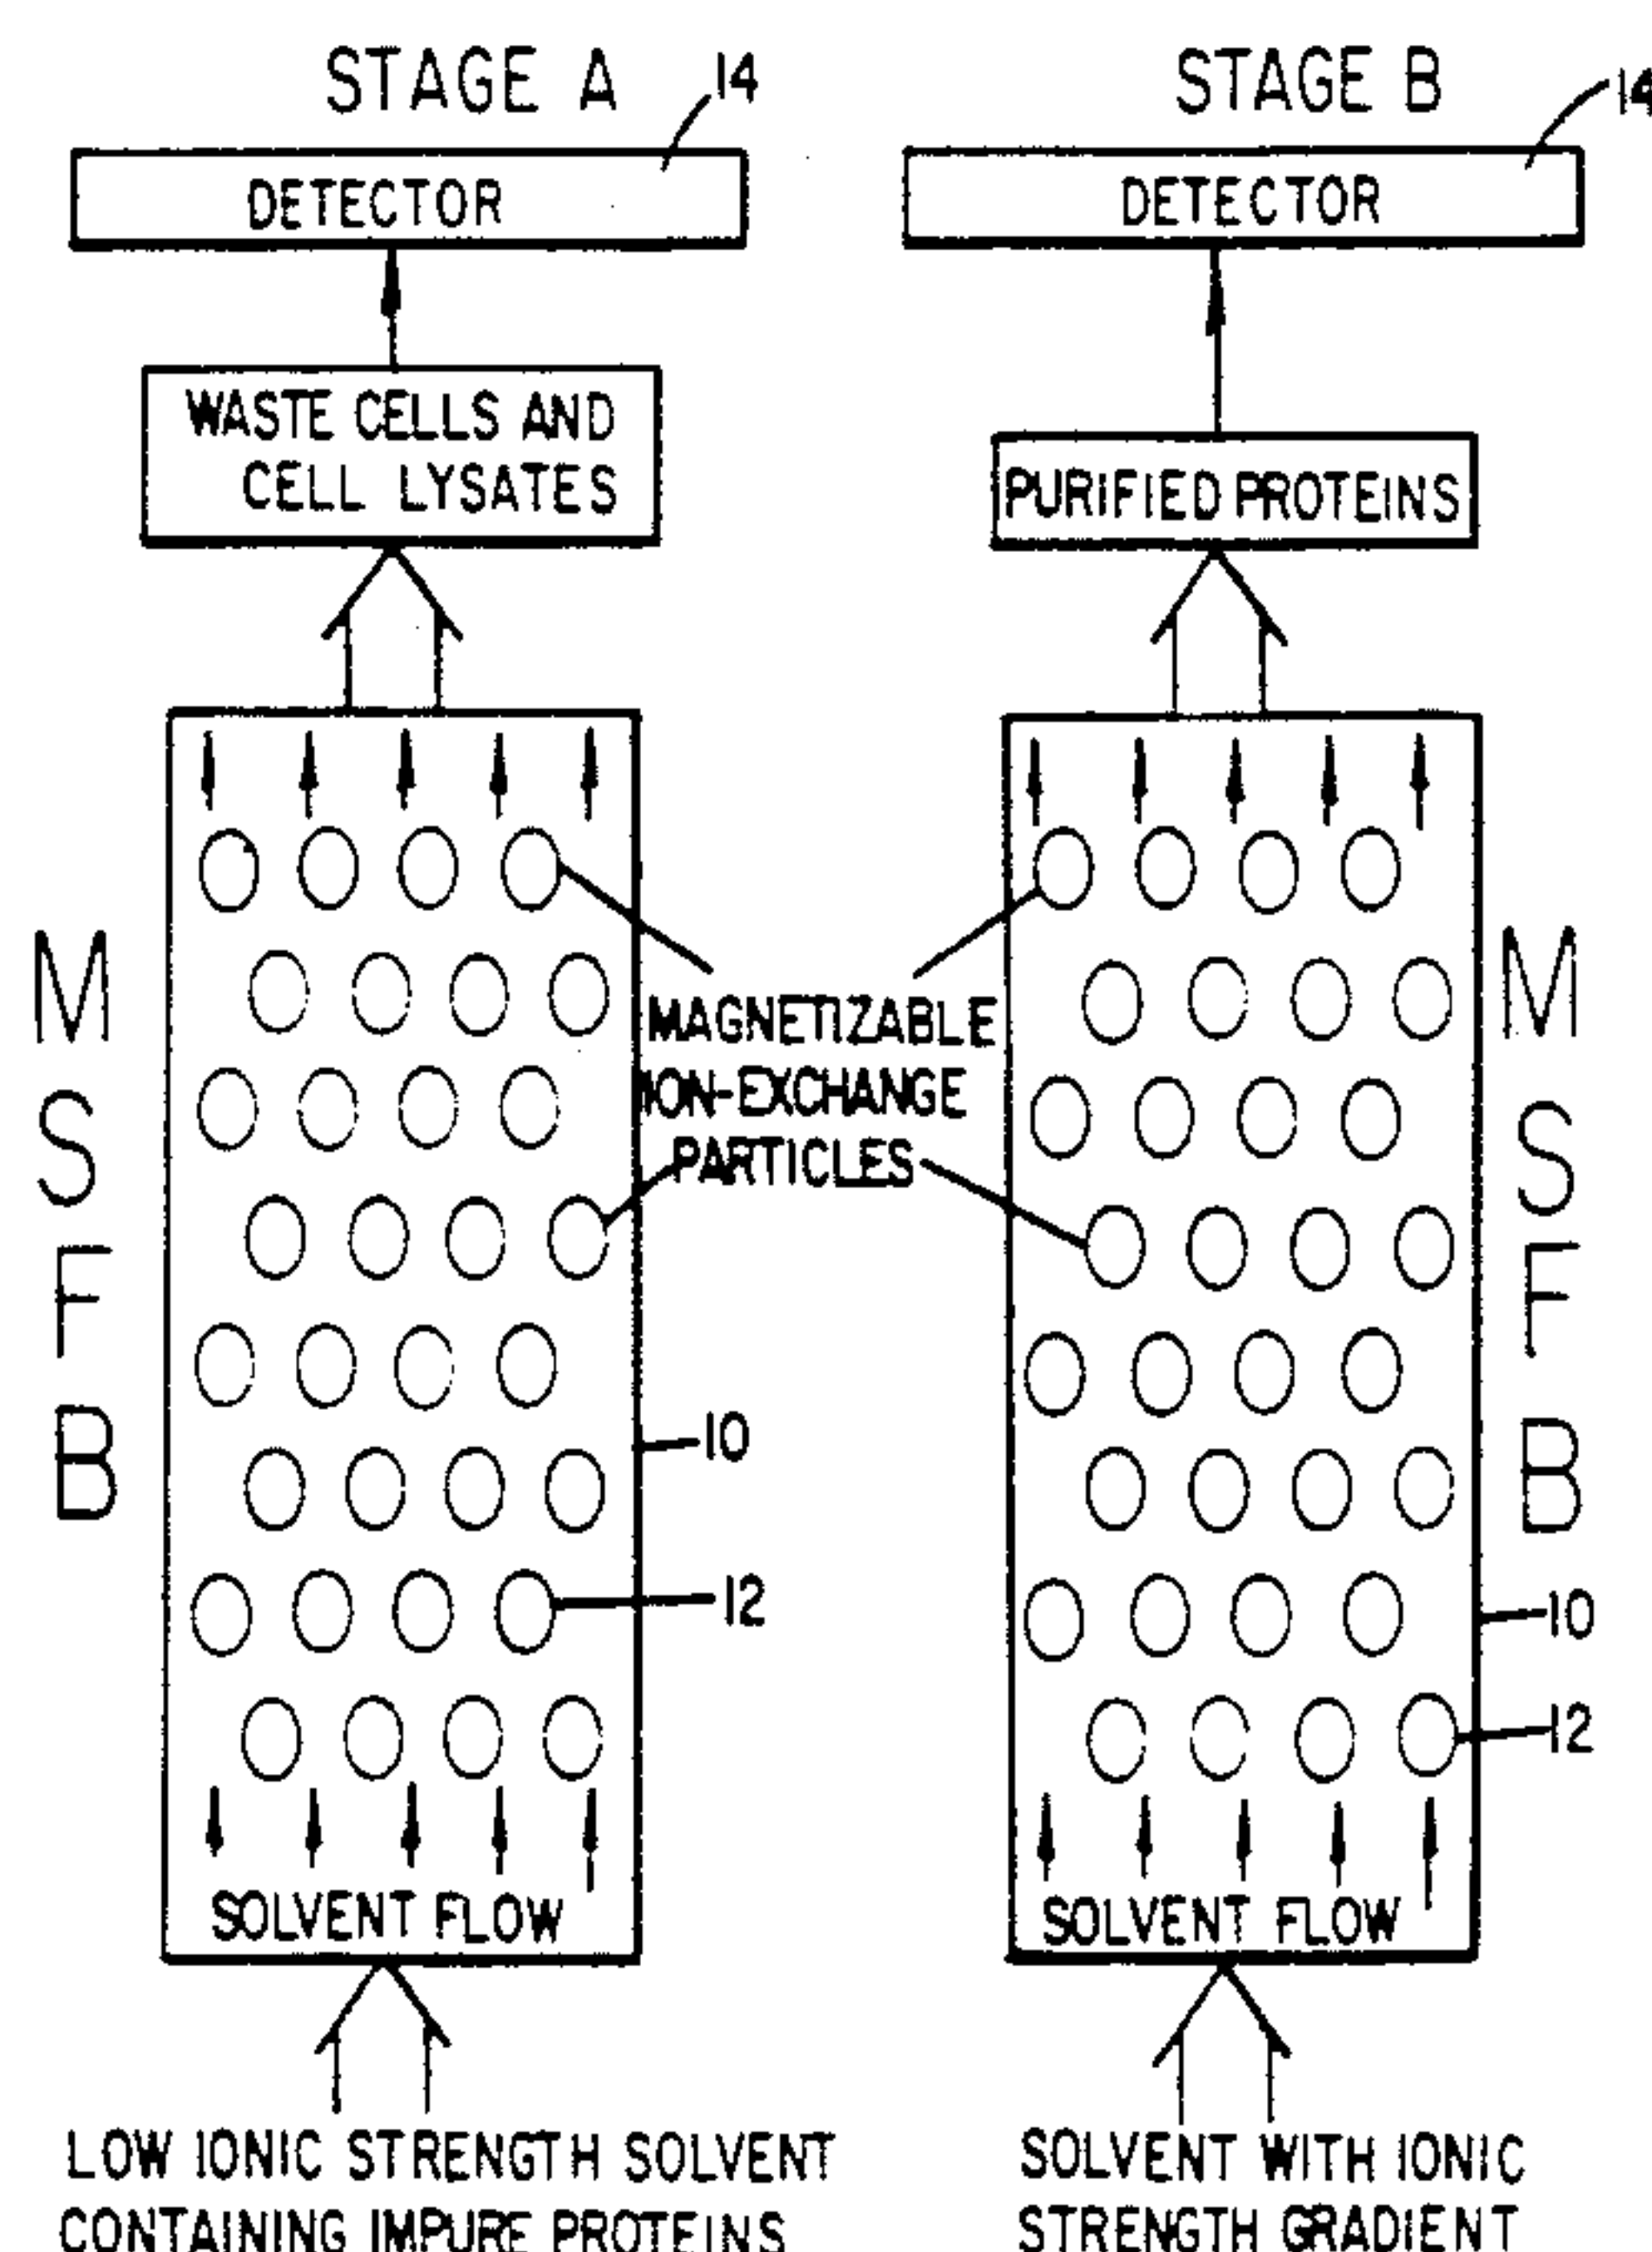 STAGE A
14
DETECTOR
WASTE CELLS AND
CELL LYSATES
M
S
F
B
10
12
SOLVENT FLOW
LOW IONIC STRENGTH SOLVENT
CONTAINING IMPURE PROTEINS
MAGNETIZABLE
ION-EXCHANGE
PARTICLES
STAGE B
14
DETECTOR
PURIFIED PROTEINS
M
S
F
B
10
12
SOLVENT FLOW
SOLVENT WITH IONIC
STRENGTH GRADIENT